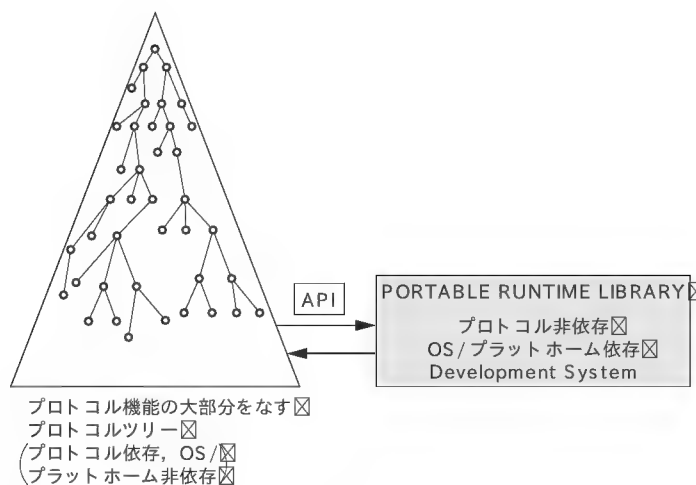 API
PORTABLE RUNTIME LIBRARY
プロトコル非依存
OS/プラットホーム依存
Development System
プロトコル機能の大部分をなす
プロトコルツリー
(プロトコル依存，OS/
プラットホーム非依存)